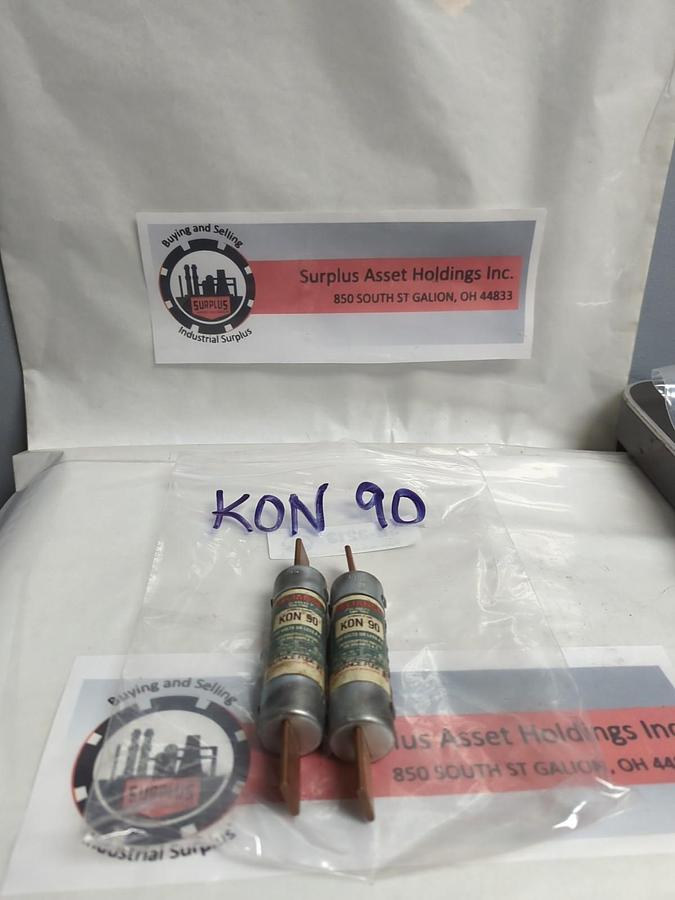 Buying and Selling
SURPLUS
Industrial Surplus
Surplus Asset Holdings Inc.
850 SOUTH ST GALION, OH 44833
KON 90
KON 90
KON 90
Buying and Selling
SURPLUS
Industrial Surplus
plus Asset Holdings Inc
850 SOUTH ST GALION, OH 44